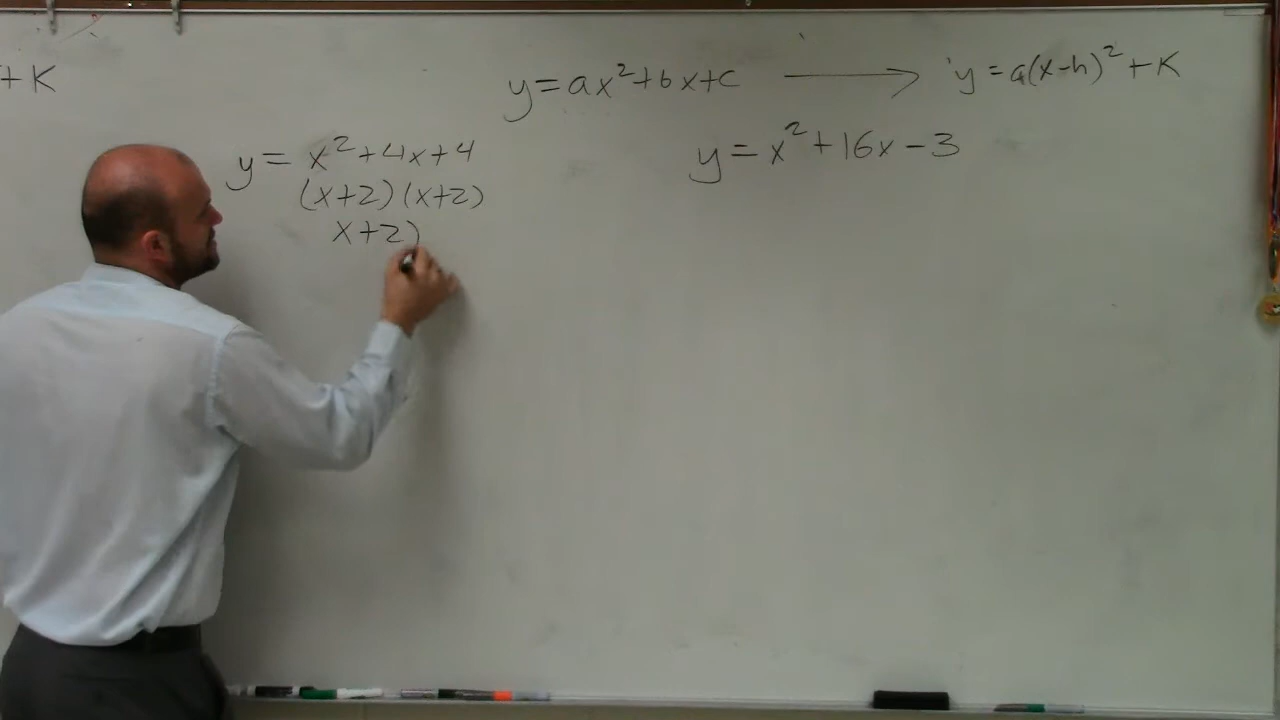 +K
y=ax²+bx+c → y=a(x-h)²+K
y=x²+4x+4
(x+2)(x+2)
x+2)
y=x²+16x-3